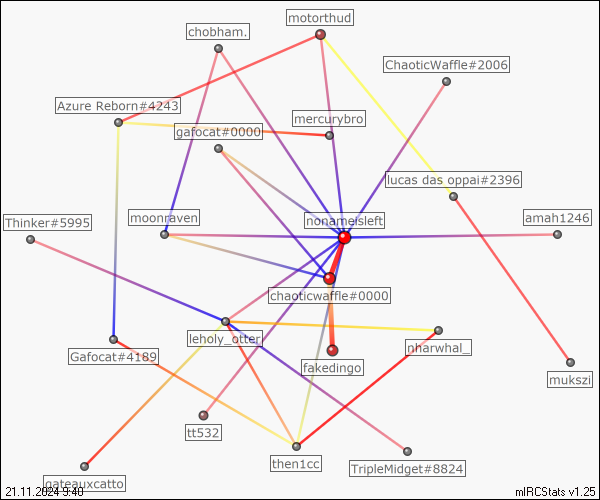 motorthud
chobham.
ChaoticWaffle#2006
Azure Reborn#4243
mercurybro
gafocat#0000
lucas das oppai#2396
Thinker#5995
moonraven
nonameisleft
amah1246
chaoticwaffle#0000
leholy_otter
nharwhal_
Gafocat#4189
fakedingo
mukszi
tt532
then1cc
TripleMidget#8824
gateauxcatto
21.11.2024 9:40
mIRCStats v1.25